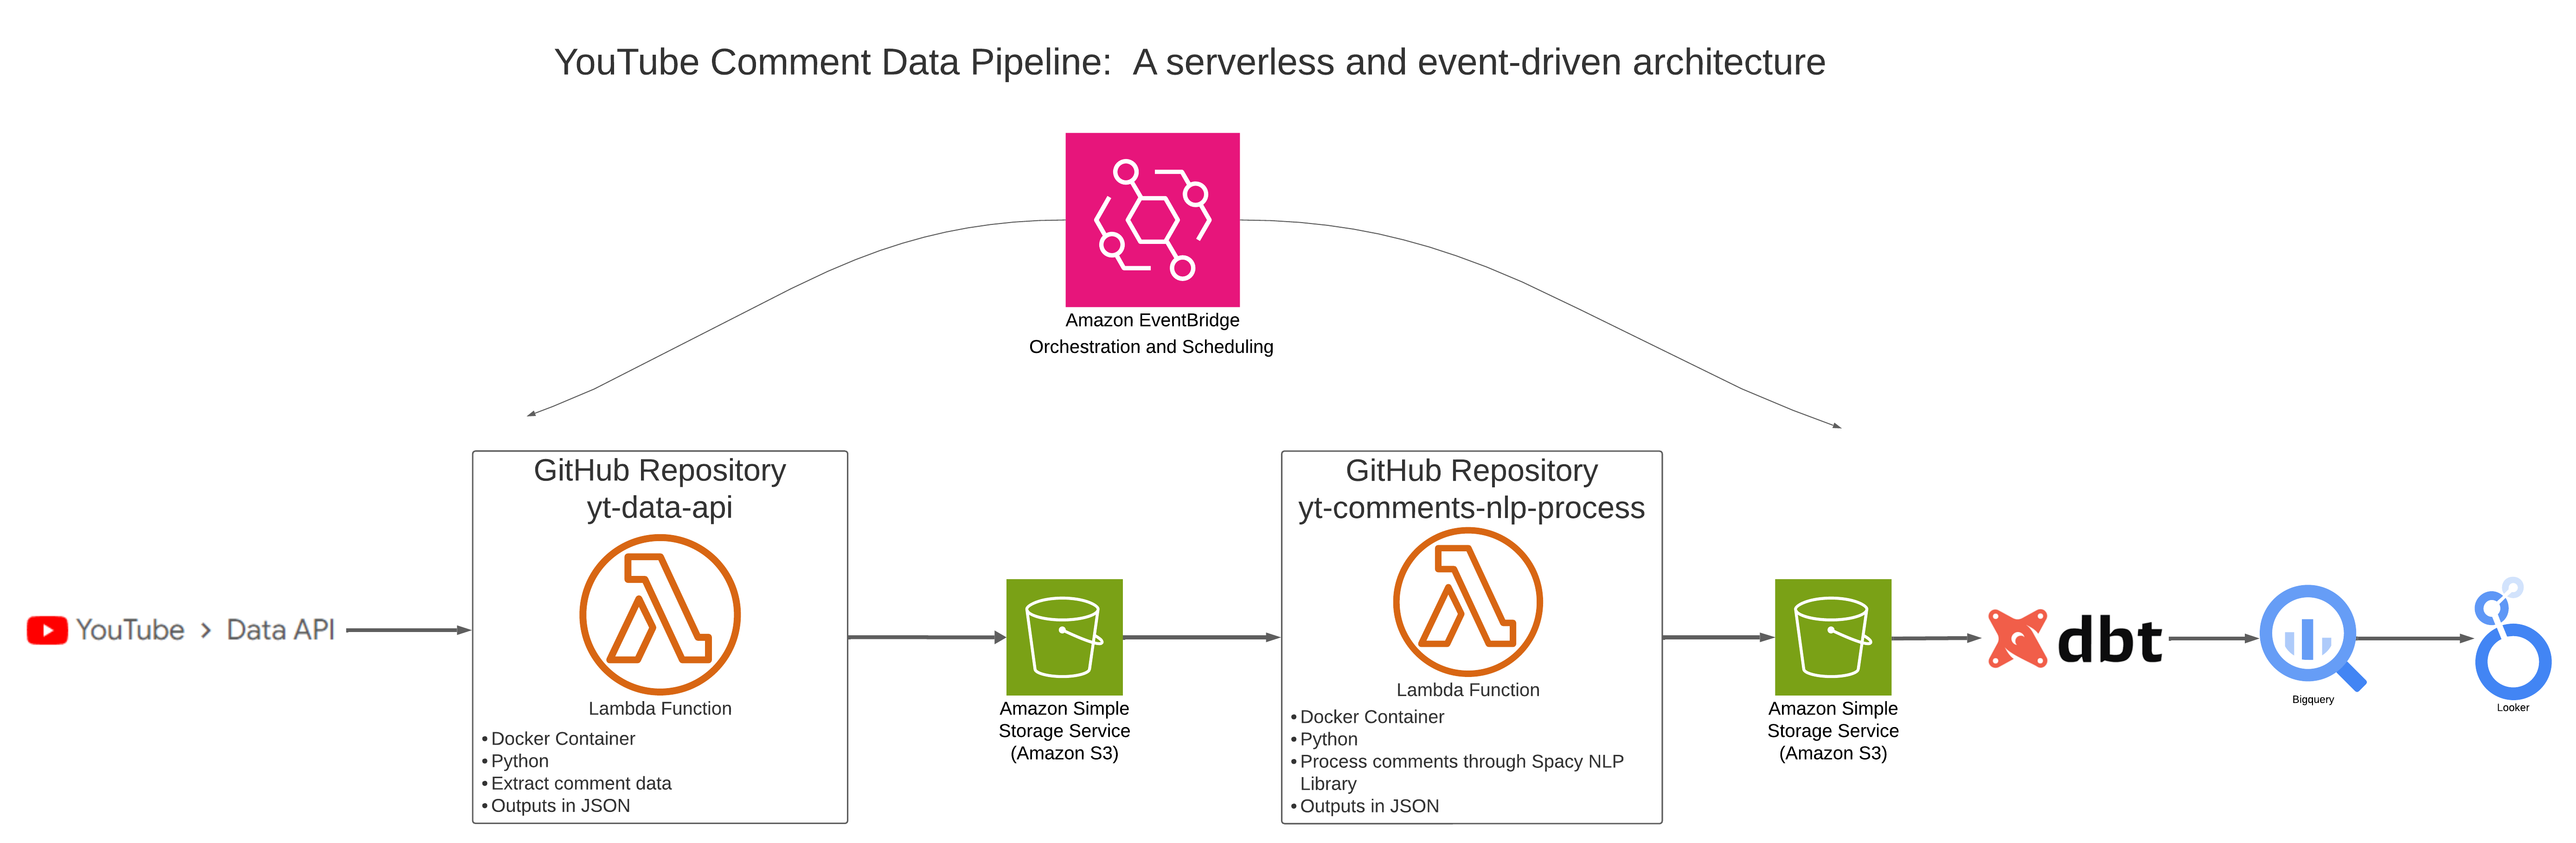 YouTube Comment Data Pipeline:  A serverless and event-driven architecture
Amazon EventBridge
Orchestration and Scheduling
YouTube > Data API
GitHub Repository
yt-data-api
Lambda Function
• Docker Container
• Python
• Extract comment data
• Outputs in JSON
Amazon Simple
Storage Service
(Amazon S3)
GitHub Repository
yt-comments-nlp-process
Lambda Function
• Docker Container
• Python
• Process comments through Spacy NLP
Library
• Outputs in JSON
Amazon Simple
Storage Service
(Amazon S3)
dbt
Bigquery
Looker